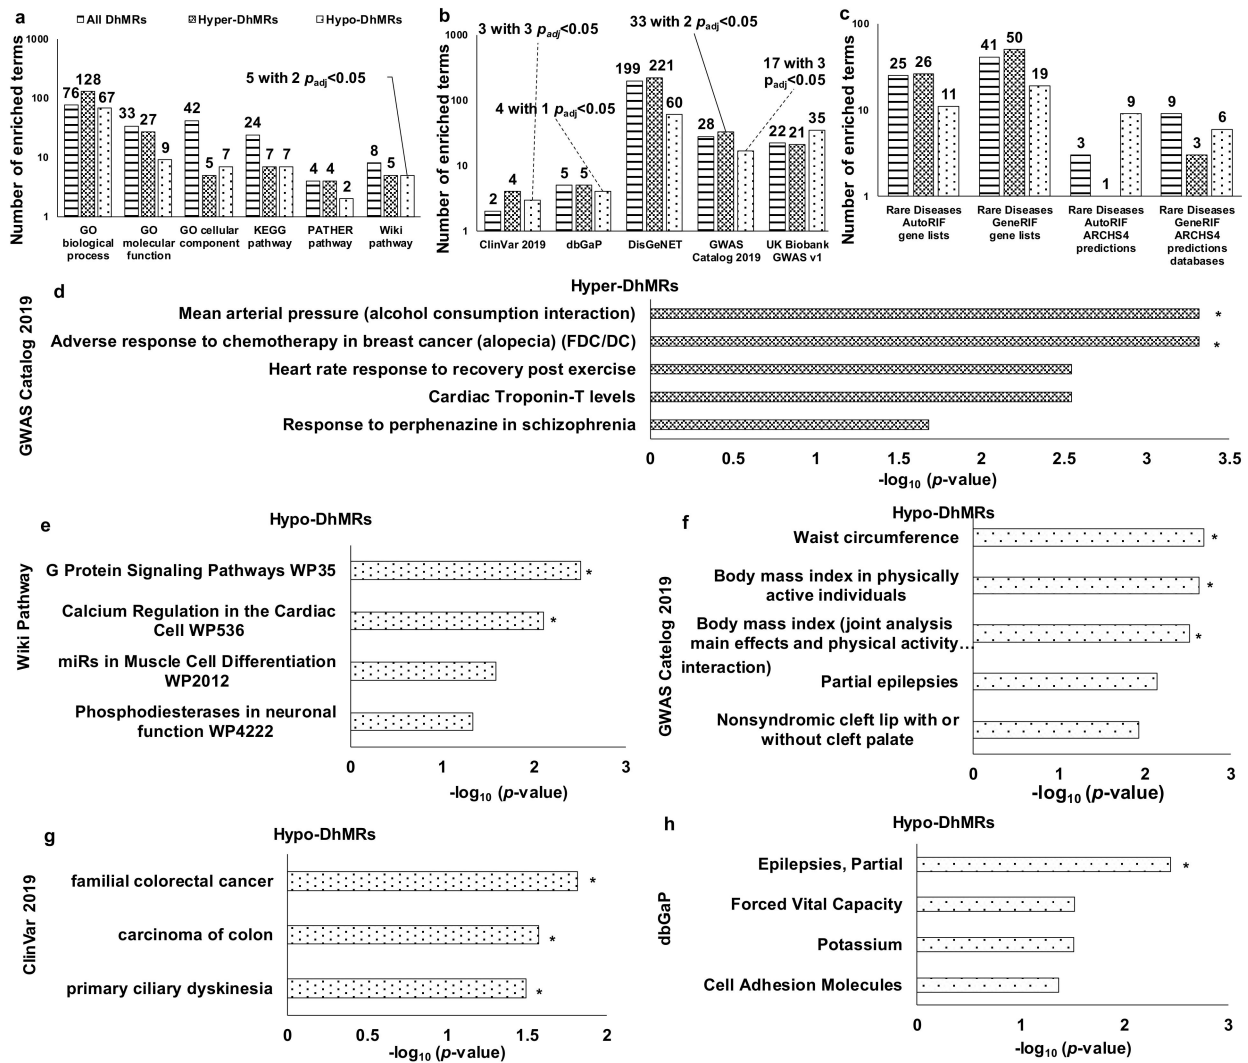 a
All DhMRs
Hyper-DhMRs
Hypo-DhMRs
Number of enriched terms
1000
100
10
1
76
128
67
33
27
9
42
5
7
24
7
7
4
4
2
8
5
5 with 2 padj<0.05
GO
biological
process
GO
molecular
function
GO cellular
component
KEGG
pathway
PATHER
pathway
Wiki
pathway
b
3 with 3 padj<0.05
33 with 2 padj<0.05
17 with 3
padj<0.05
4 with 1 padj<0.05
Number of enriched terms
1000
100
10
1
2
4
5
5
199
221
60
28
22
21
35
ClinVar 2019
dbGaP
DisGeNET
GWAS
Catalog 2019
UK Biobank
GWAS v1
c
Number of enriched terms
100
10
1
25
26
11
41
50
19
3
1
9
9
3
6
Rare Diseases
AutoRIF
gene lists
Rare Diseases
GeneRIF
gene lists
Rare Diseases
AutoRIF
ARCHS4
predictions
Rare Diseases
GeneRIF
ARCHS4
predictions
databases
d
Hyper-DhMRs
GWAS Catalog 2019
Mean arterial pressure (alcohol consumption interaction)
*
Adverse response to chemotherapy in breast cancer (alopecia) (FDC/DC)
*
Heart rate response to recovery post exercise
Cardiac Troponin-T levels
Response to perphenazine in schizophrenia
0 0.5 1 1.5 2 2.5 3 3.5
-log10 (p-value)
e
Hypo-DhMRs
Wiki Pathway
G Protein Signaling Pathways WP35
*
Calcium Regulation in the Cardiac
Cell WP536
*
miRs in Muscle Cell Differentiation
WP2012
Phosphodiesterases in neuronal
function WP4222
0 1 2 3
-log10 (p-value)
f
Hypo-DhMRs
GWAS Catelog 2019
Waist circumference
*
Body mass index in physically
active individuals
*
Body mass index (joint analysis
main effects and physical activity…
interaction)
*
Partial epilepsies
Nonsyndromic cleft lip with or
without cleft palate
0 1 2 3
-log10 (p-value)
g
Hypo-DhMRs
ClinVar 2019
familial colorectal cancer
*
carcinoma of colon
*
primary ciliary dyskinesia
*
0 0.5 1 1.5 2
-log10 (p-value)
h
Hypo-DhMRs
dbGaP
Epilepsies, Partial
*
Forced Vital Capacity
Potassium
Cell Adhesion Molecules
0 1 2 3
-log10 (p-value)